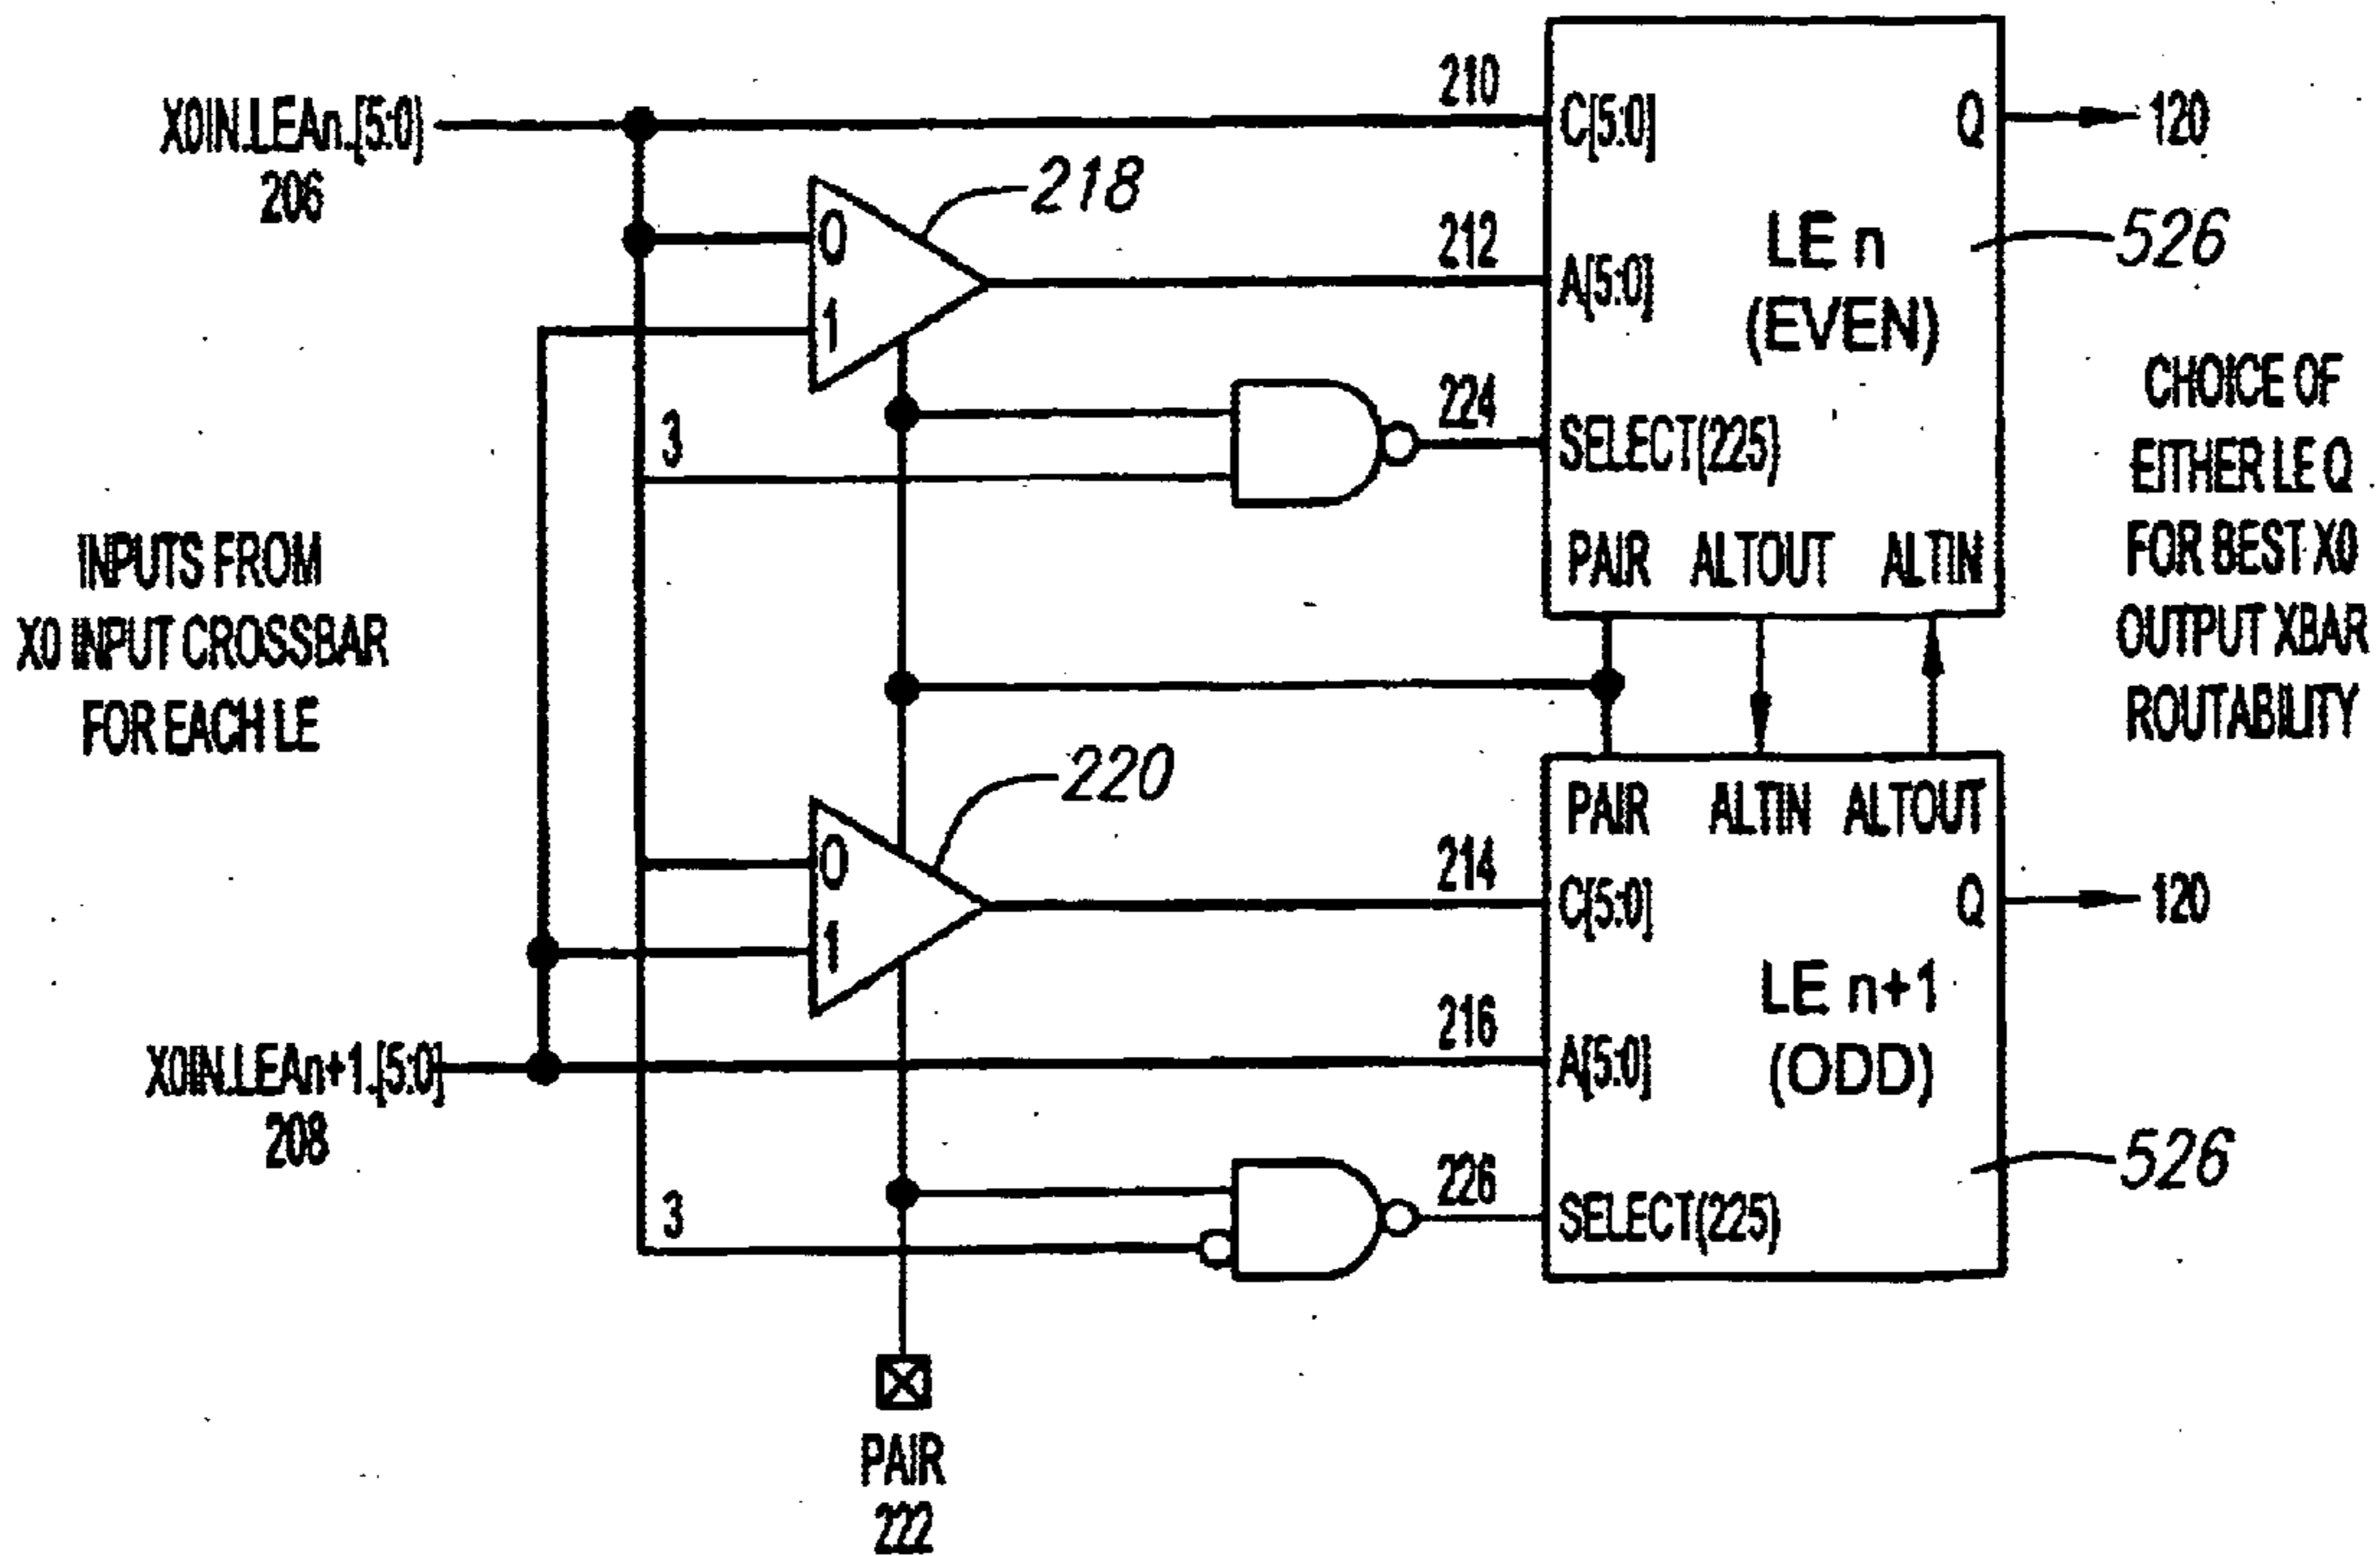 X0IN.LEAn.[5:0]
206
210
C[5:0]
Q
120
218
0
1
212
A[5:0]
LE n
(EVEN)
526
3
224
SELECT(225)
PAIR ALTOUT ALTIN
CHOICE OF
EITHER LE Q
FOR BEST X0
OUTPUT XBAR
ROUTABILITY
INPUTS FROM
X0 INPUT CROSSBAR
FOR EACH LE
220
0
1
PAIR ALTIN ALTOUT
214
C[5:0]
Q
120
X0IN.LEAn+1.[5:0]
208
216
A[5:0]
LE n+1
(ODD)
526
3
226
SELECT(225)
PAIR
222